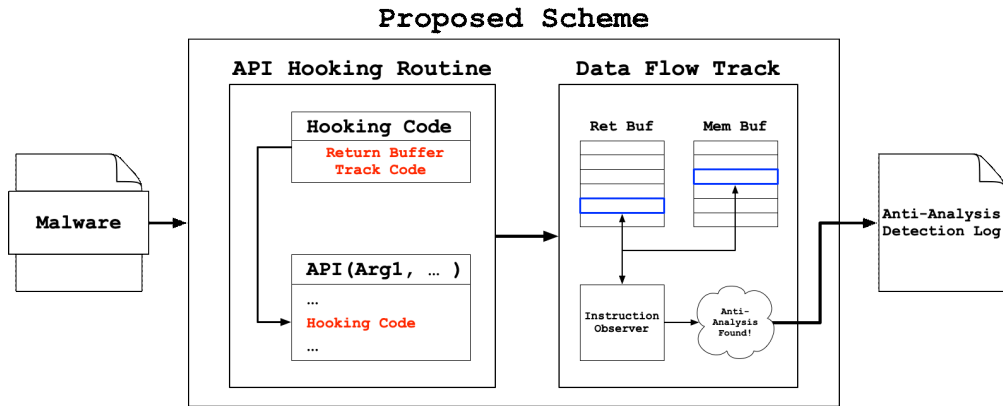 Proposed Scheme
API Hooking Routine
Hooking Code
Return Buffer
Track Code
API(Arg1, … )
…
Hooking Code
…
Data Flow Track
Ret Buf
Mem Buf
Instruction
Observer
Anti-
Analysis
Found!
Malware
Anti-Analysis
Detection Log